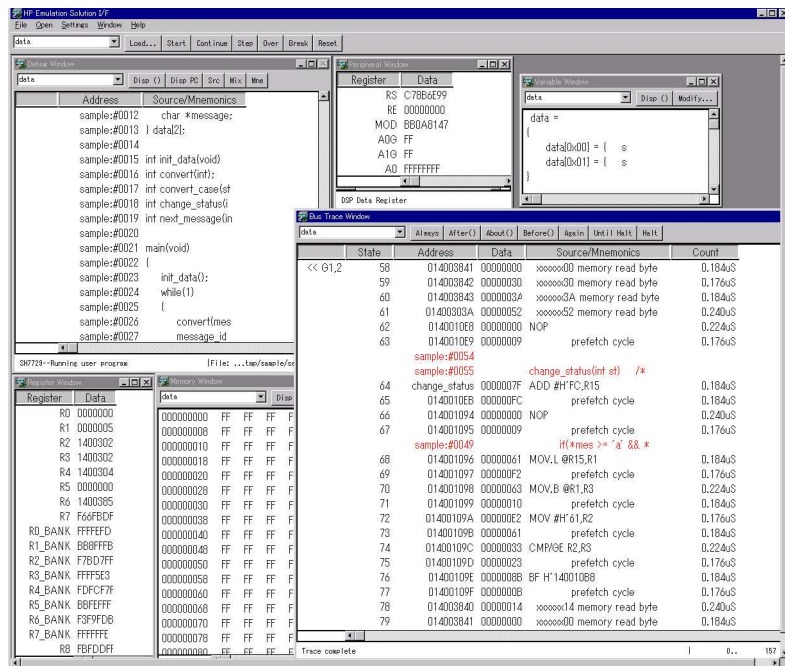 HP Emulation Solution I/F
File Open Settings Window Help
data Load... Start Continue Step Over Break Reset
Debug Window
data Disp () Disp PC Src Mix Mne
Address Source/Mnemonics
sample:#0012 char *message;
sample:#0013 } data[2];
sample:#0014
sample:#0015 int init_data(void)
sample:#0016 int convert(int);
sample:#0017 int convert_case(st
sample:#0018 int change_status(i
sample:#0019 int next_message(in
sample:#0020
sample:#0021 main(void)
sample:#0022 {
sample:#0023 init_data();
sample:#0024 while(1)
sample:#0025 {
sample:#0026 convert(mes
sample:#0027 message_id
SH7729--Running user program |File: ...tmp/sample/sa
Peripheral Window
Register Data
RS C78B6E99
RE 00000000
MOD BB0A8147
A0G FF
A1G FF
A0 FFFFFFFF
DSP Data Register
Variable Window
data Disp () Modify...
data =
{
data[0x00] = { s
data[0x01] = { s
}
Register Window
Register Data
R0 0000000
R1 0000005
R2 1400302
R3 1400302
R4 1400304
R5 0000000
R6 1400385
R7 F66FBDF
R0_BANK FFFFEFD
R1_BANK BB8FFFB
R2_BANK F7BD7FF
R3_BANK FFFF5E3
R4_BANK FDFCF7F
R5_BANK BBFEFFF
R6_BANK F3F9FDB
R7_BANK FFFFFFE
R8 FBFDDFF
Memory Window
data Disp
000000000 FF FF FF F
000000008 FF FF FF F
000000010 FF FF FF F
000000018 FF FF FF F
000000020 FF FF FF F
000000028 FF FF FF F
000000030 FF FF FF F
000000038 FF FF FF F
000000040 FF FF FF F
000000048 FF FF FF F
000000050 FF FF FF F
000000058 FF FF FF F
000000060 FF FF FF F
000000068 FF FF FF F
000000070 FF FF FF F
000000078 FF FF FF F
000000080 FF FF FF F
Bus Trace Window
data Always After() About() Before() Again Until Halt Halt
State Address Data Source/Mnemonics Count
<< G1,2 58 014003841 00000000 xxxxxx00 memory read byte 0.184uS
59 014003842 00000030 xxxxxx30 memory read byte 0.176uS
60 014003843 0000003A xxxxxx3A memory read byte 0.184uS
61 01400303A 00000052 xxxxxx52 memory read byte 0.240uS
62 0140010E8 00000000 NOP 0.224uS
63 0140010E9 00000009 prefetch cycle 0.176uS
sample:#0054
sample:#0055 change_status(int st) /*
64 change_status 0000007F ADD #H'FC,R15 0.184uS
65 0140010EB 000000FC prefetch cycle 0.184uS
66 014001094 00000000 NOP 0.240uS
67 014001095 00000009 prefetch cycle 0.176uS
sample:#0049 if(*mes >= 'a' && *
68 014001096 00000061 MOV.L @R15,R1 0.184uS
69 014001097 000000F2 prefetch cycle 0.176uS
70 014001098 00000063 MOV.B @R1,R3 0.224uS
71 014001099 00000010 prefetch cycle 0.184uS
72 01400109A 000000E2 MOV #H'61,R2 0.176uS
73 01400109B 00000061 prefetch cycle 0.184uS
74 01400109C 00000033 CMP/GE R2,R3 0.224uS
75 01400109D 00000023 prefetch cycle 0.176uS
76 01400109E 0000008B BF H'140010B8 0.184uS
77 01400109F 0000000B prefetch cycle 0.184uS
78 014003840 00000014 xxxxxx14 memory read byte 0.240uS
79 014003841 00000000 xxxxxx00 memory read byte 0.176uS
Trace complete | 0.. 157